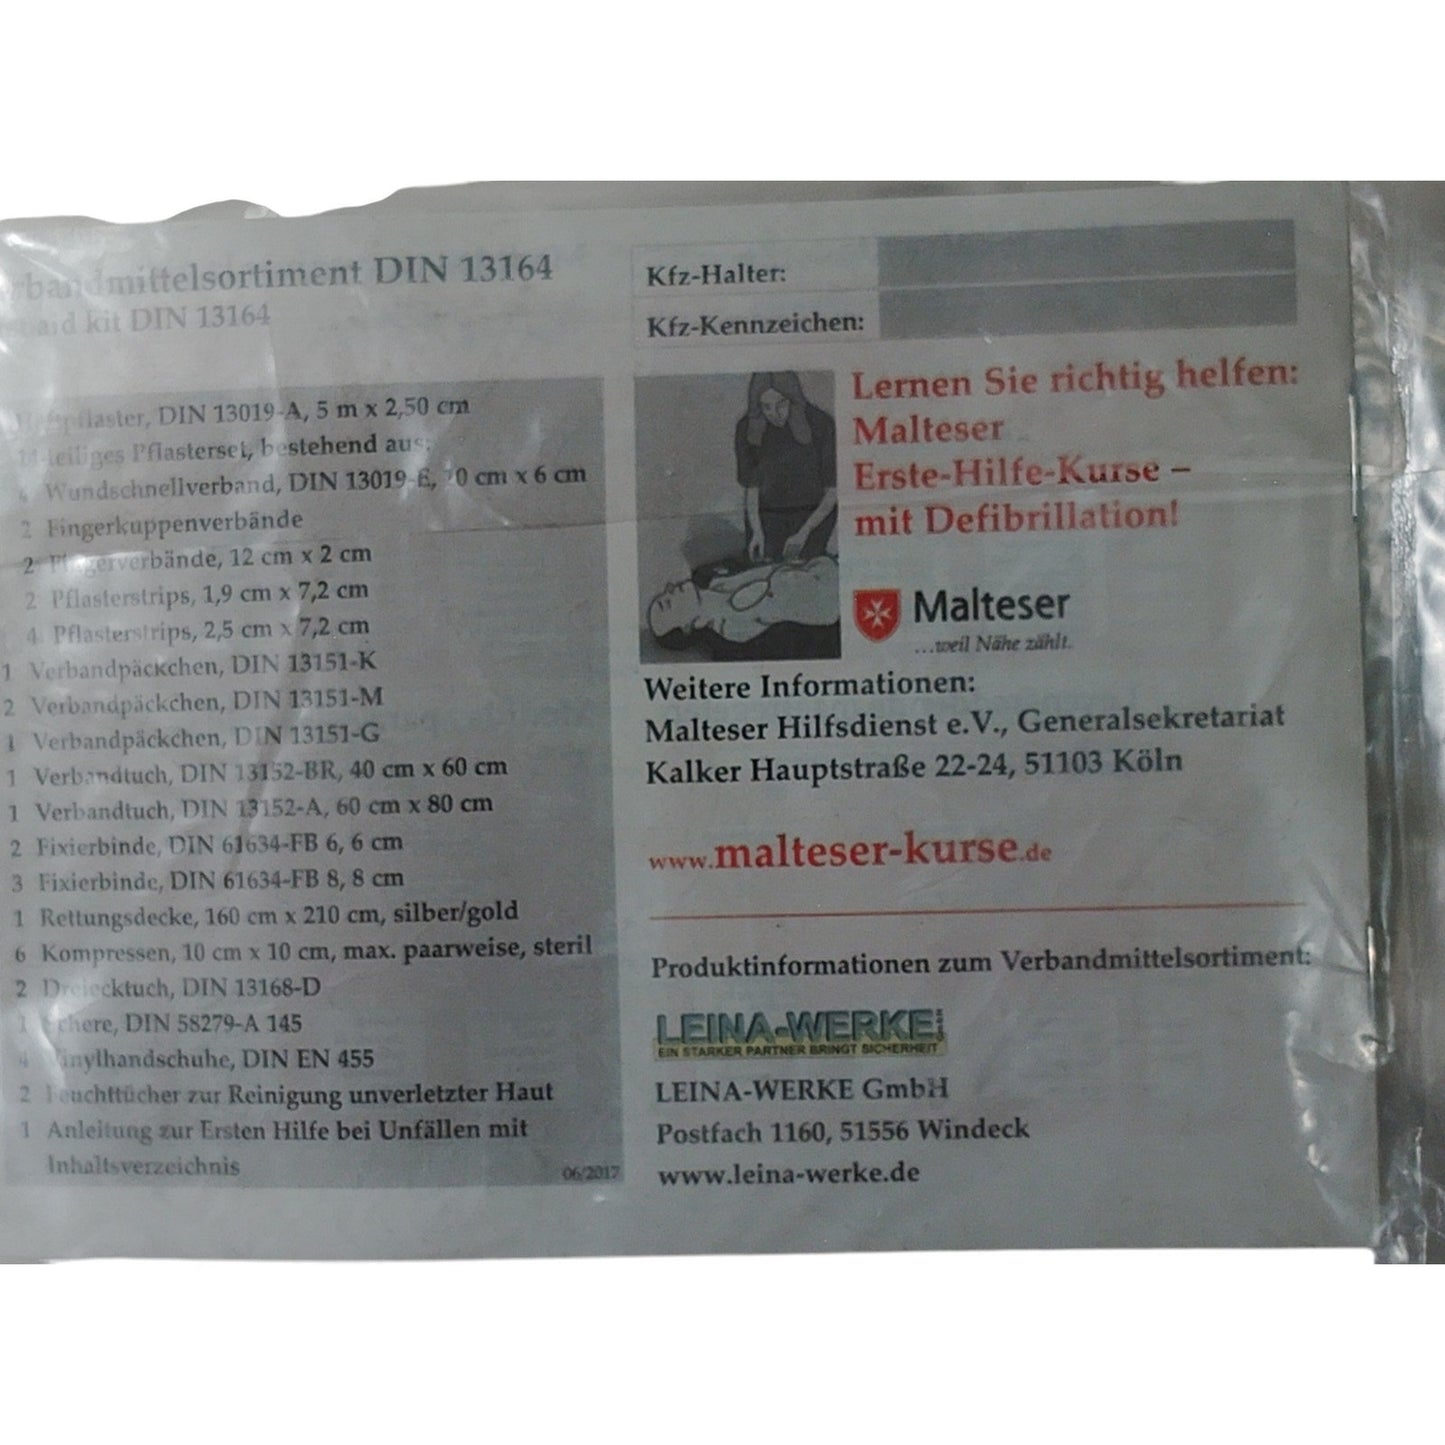 Verbandmittelsortiment DIN 13164
aid kit DIN 13164
Heftpflaster, DIN 13019-A, 5 m x 2,50 cm
14-teiliges Pflasterset, bestehend aus:
4 Wundschnellverband, DIN 13019-E, 10 cm x 6 cm
2 Fingerkuppenverbände
2 Fingerverbände, 12 cm x 2 cm
2 Pflasterstrips, 1,9 cm x 7,2 cm
4 Pflasterstrips, 2,5 cm x 7,2 cm
1 Verbandpäckchen, DIN 13151-K
2 Verbandpäckchen, DIN 13151-M
1 Verbandpäckchen, DIN 13151-G
1 Verbandtuch, DIN 13152-BR, 40 cm x 60 cm
1 Verbandtuch, DIN 13152-A, 60 cm x 80 cm
2 Fixierbinde, DIN 61634-FB 6, 6 cm
3 Fixierbinde, DIN 61634-FB 8, 8 cm
1 Rettungsdecke, 160 cm x 210 cm, silber/gold
6 Kompressen, 10 cm x 10 cm, max. paarweise, steril
2 Dreiecktuch, DIN 13168-D
1 Schere, DIN 58279-A 145
4 Vinylhandschuhe, DIN EN 455
2 Feuchttücher zur Reinigung unverletzter Haut
1 Anleitung zur Ersten Hilfe bei Unfällen mit
Inhaltsverzeichnis
06/2017
Kfz-Halter:
Kfz-Kennzeichen:
Lernen Sie richtig helfen:
Malteser
Erste-Hilfe-Kurse –
mit Defibrillation!
Malteser
...weil Nähe zählt.
Weitere Informationen:
Malteser Hilfsdienst e.V., Generalsekretariat
Kalker Hauptstraße 22-24, 51103 Köln
www.malteser-kurse.de
Produktinformationen zum Verbandmittelsortiment:
LEINA-WERKE
EIN STARKER PARTNER BRINGT SICHERHEIT
LEINA-WERKE GmbH
Postfach 1160, 51556 Windeck
www.leina-werke.de